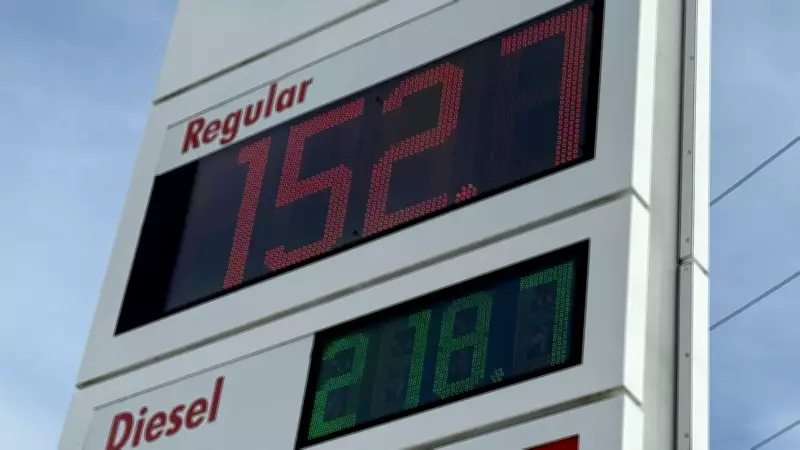 Regular
152.7
Diesel
218.7